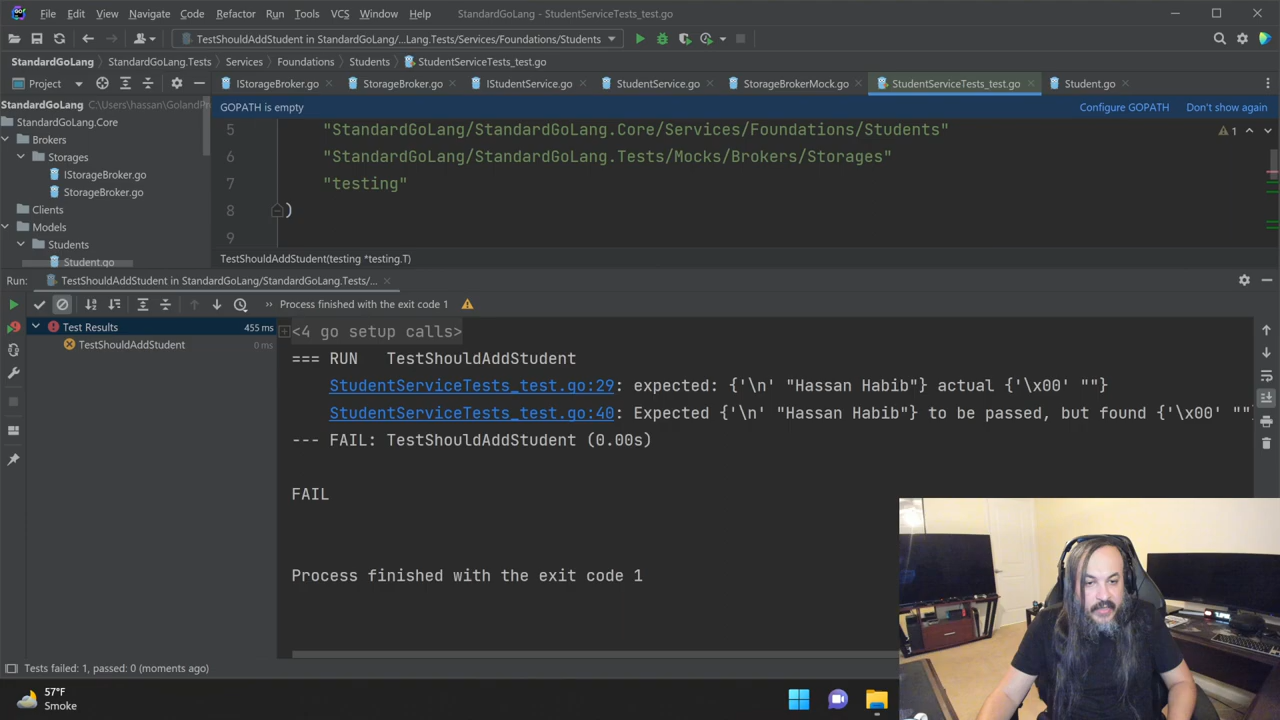 File Edit View Navigate Code Refactor Run Tools VCS Window Help StandardGoLang - StudentServiceTests_test.go
TestShouldAddStudent in StandardGoLang/...Lang.Tests/Services/Foundations/Students
StandardGoLang StandardGoLang.Tests Services Foundations Students StudentServiceTests_test.go
Project IStorageBroker.go StorageBroker.go IStudentService.go StudentService.go StorageBrokerMock.go StudentServiceTests_test.go Student.go
StandardGoLang C:\Users\hassan\GolandPr
StandardGoLang.Core
Brokers
Storages
IStorageBroker.go
StorageBroker.go
Clients
Models
Students
Student.go
GOPATH is empty Configure GOPATH Don't show again
5 "StandardGoLang/StandardGoLang.Core/Services/Foundations/Students" 1
6 "StandardGoLang/StandardGoLang.Tests/Mocks/Brokers/Storages"
7 "testing"
8 )
9
TestShouldAddStudent(testing *testing.T)
Run: TestShouldAddStudent in StandardGoLang/StandardGoLang.Tests/...
Process finished with the exit code 1
Test Results 455 ms
TestShouldAddStudent 0 ms
<4 go setup calls>
=== RUN TestShouldAddStudent
StudentServiceTests_test.go:29: expected: {'\n' "Hassan Habib"} actual {'\x00' ""}
StudentServiceTests_test.go:40: Expected {'\n' "Hassan Habib"} to be passed, but found {'\x00' ""
--- FAIL: TestShouldAddStudent (0.00s)
FAIL
Process finished with the exit code 1
Tests failed: 1, passed: 0 (moments ago)
57°F
Smoke